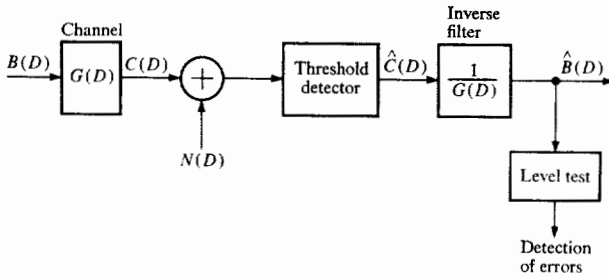 Channel
Inverse
filter
B(D)
G(D)
C(D)
+
N(D)
Threshold
detector
Ĉ(D)
1
G(D)
B̂(D)
Level test
Detection
of errors